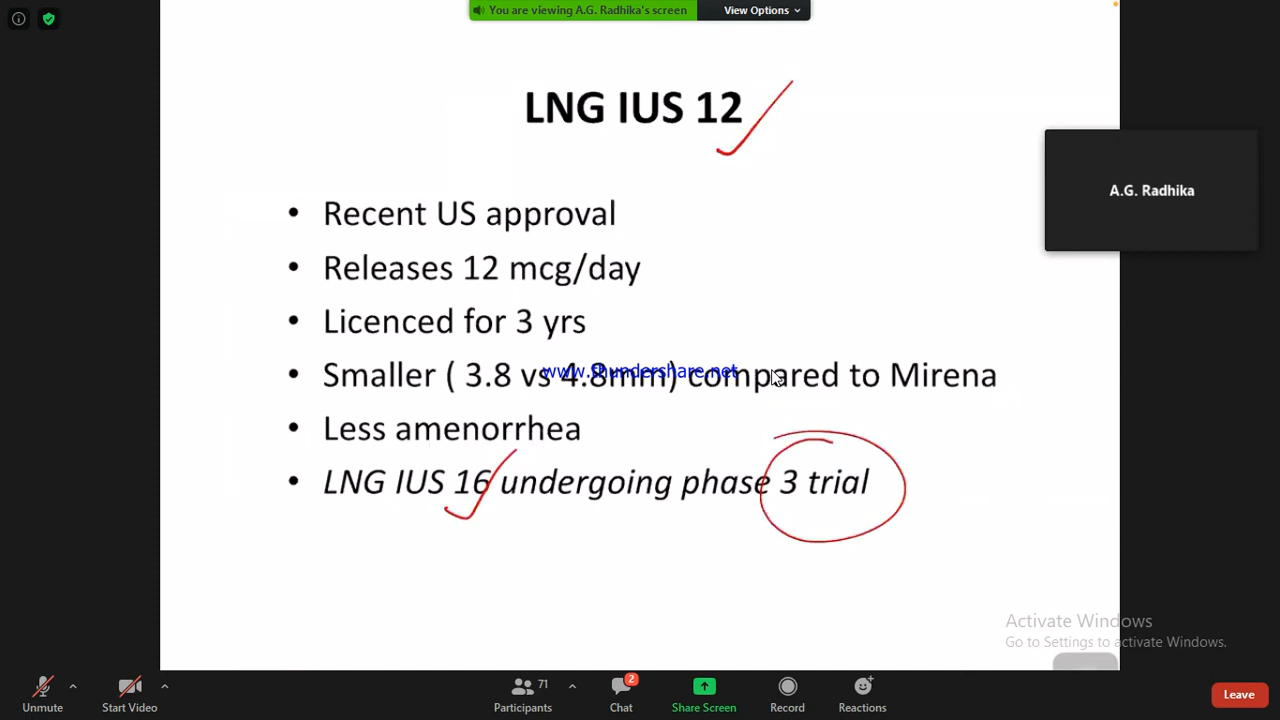 You are viewing A.G. Radhika's screen
View Options
LNG IUS 12
A.G. Radhika
• Recent US approval
• Releases 12 mcg/day
• Licenced for 3 yrs
• Smaller ( 3.8 vs 4.8mm) compared to Mirena
www.thundershare.net
• Less amenorrhea
• LNG IUS 16 undergoing phase 3 trial
Activate Windows
Go to Settings to activate Windows.
71
2
Unmute
Start Video
Participants
Chat
Share Screen
Record
Reactions
Leave